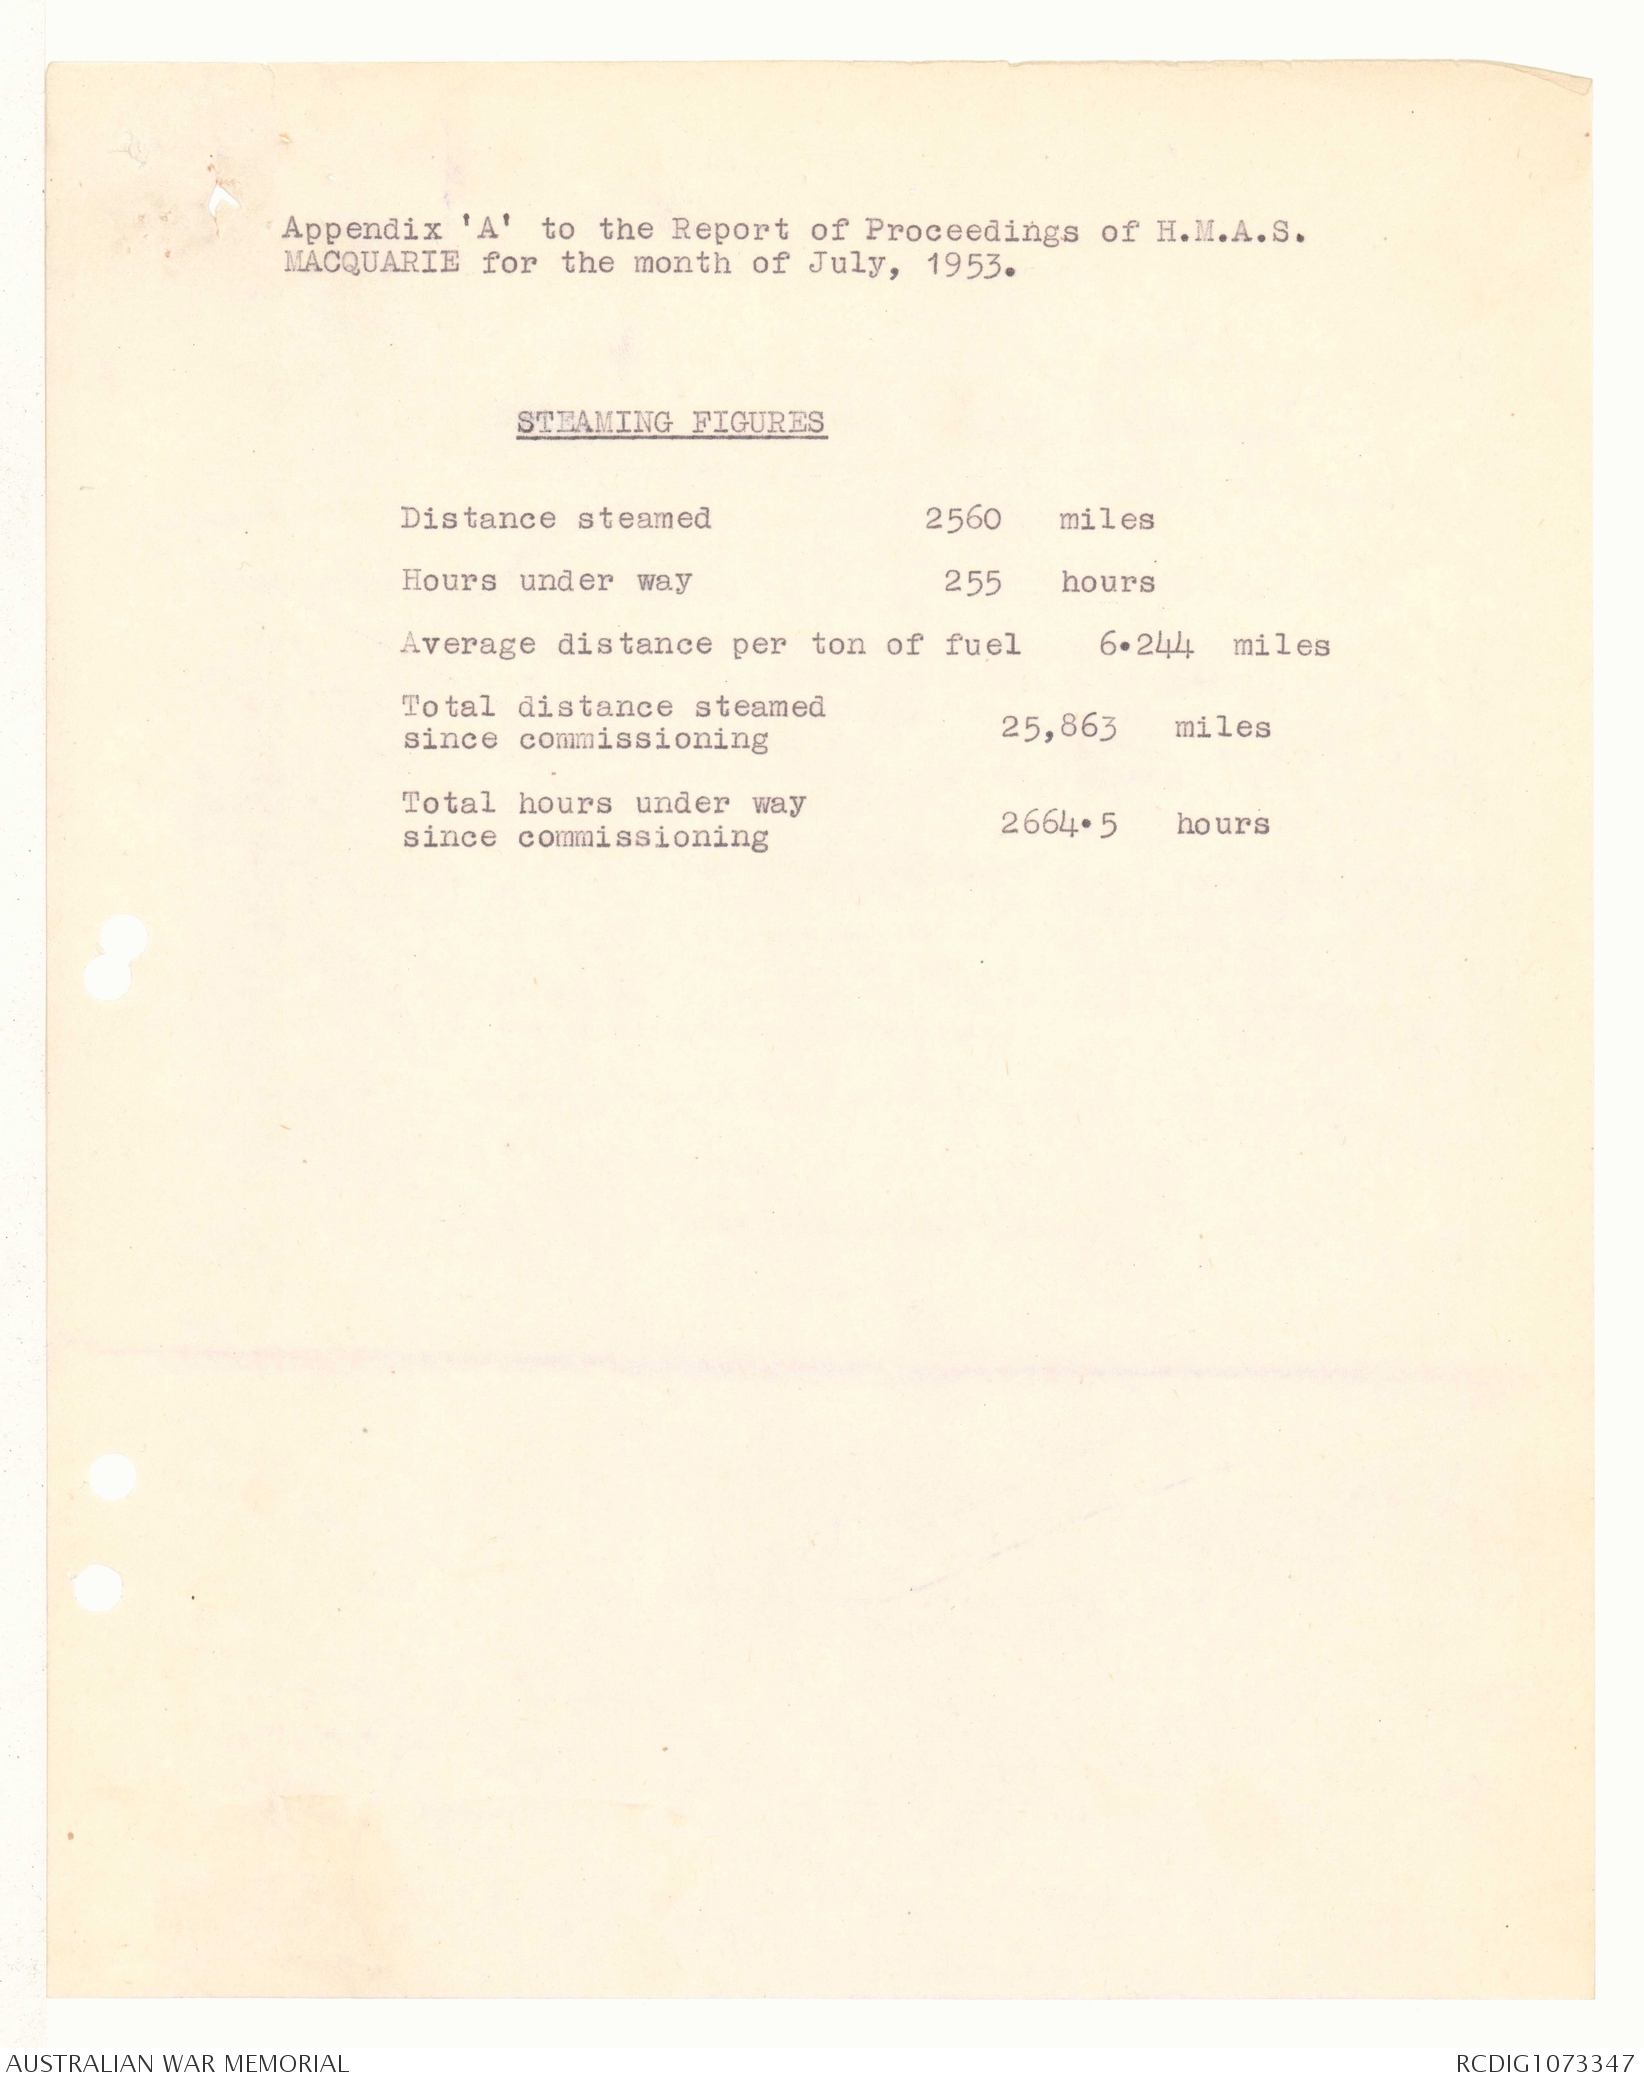 Appendix 'A' to the Report of Proceedings of H.M.A.S.
MACQUARIE for the month of July, 1953.
STEAMING FIGURES
Distance steamed 2560 miles
Hours under way 255 hours
Average distance per ton of fuel 6.244 miles
Total distance steamed
since commissioning 25,863 miles
Total hours under way
since commissioning 2664.5 hours
AUSTRALIAN WAR MEMORIAL RCDIG1073347